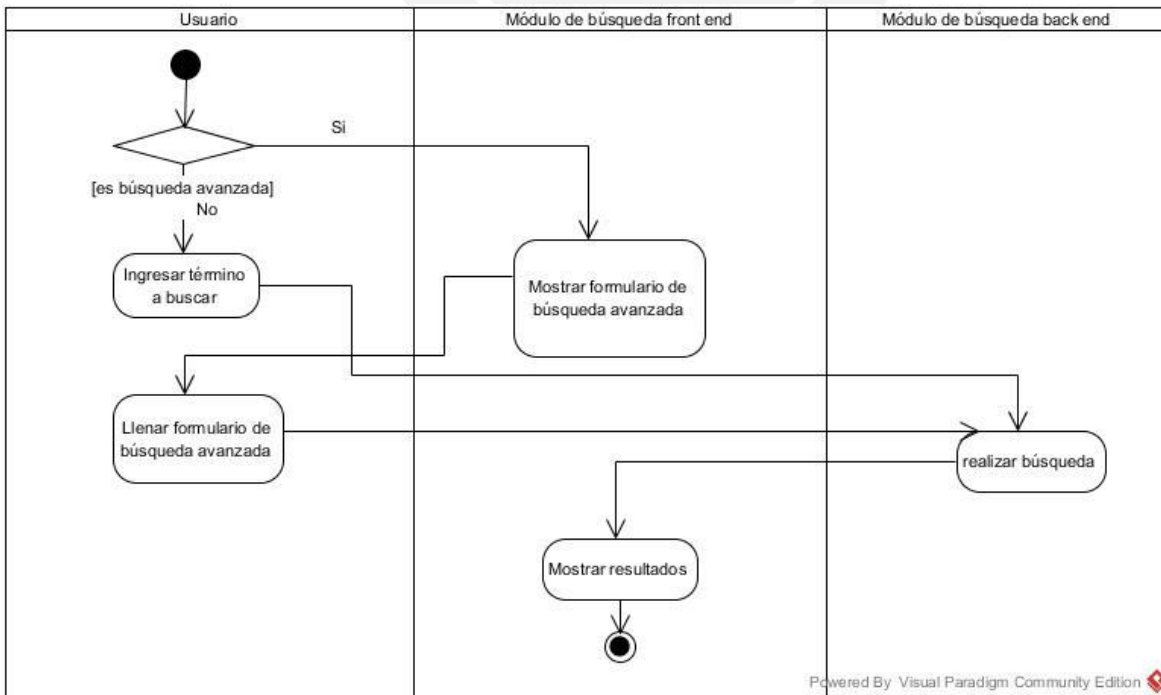 Usuario
Módulo de búsqueda front end
Módulo de búsqueda back end
Si
[es búsqueda avanzada]
No
Ingresar término
a buscar
Mostrar formulario de
búsqueda avanzada
Llenar formulario de
búsqueda avanzada
realizar búsqueda
Mostrar resultados
Powered By Visual Paradigm Community Edition